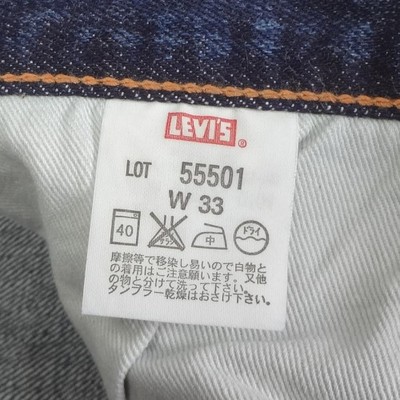 LEVI'S®
LOT 55501
W 33
40 中 ドライ
摩擦等で移染し易いので白物と
の着用はご注意願います。又他
の物と分けて洗って下さい。
タンブラー乾燥はおさけ下さい。